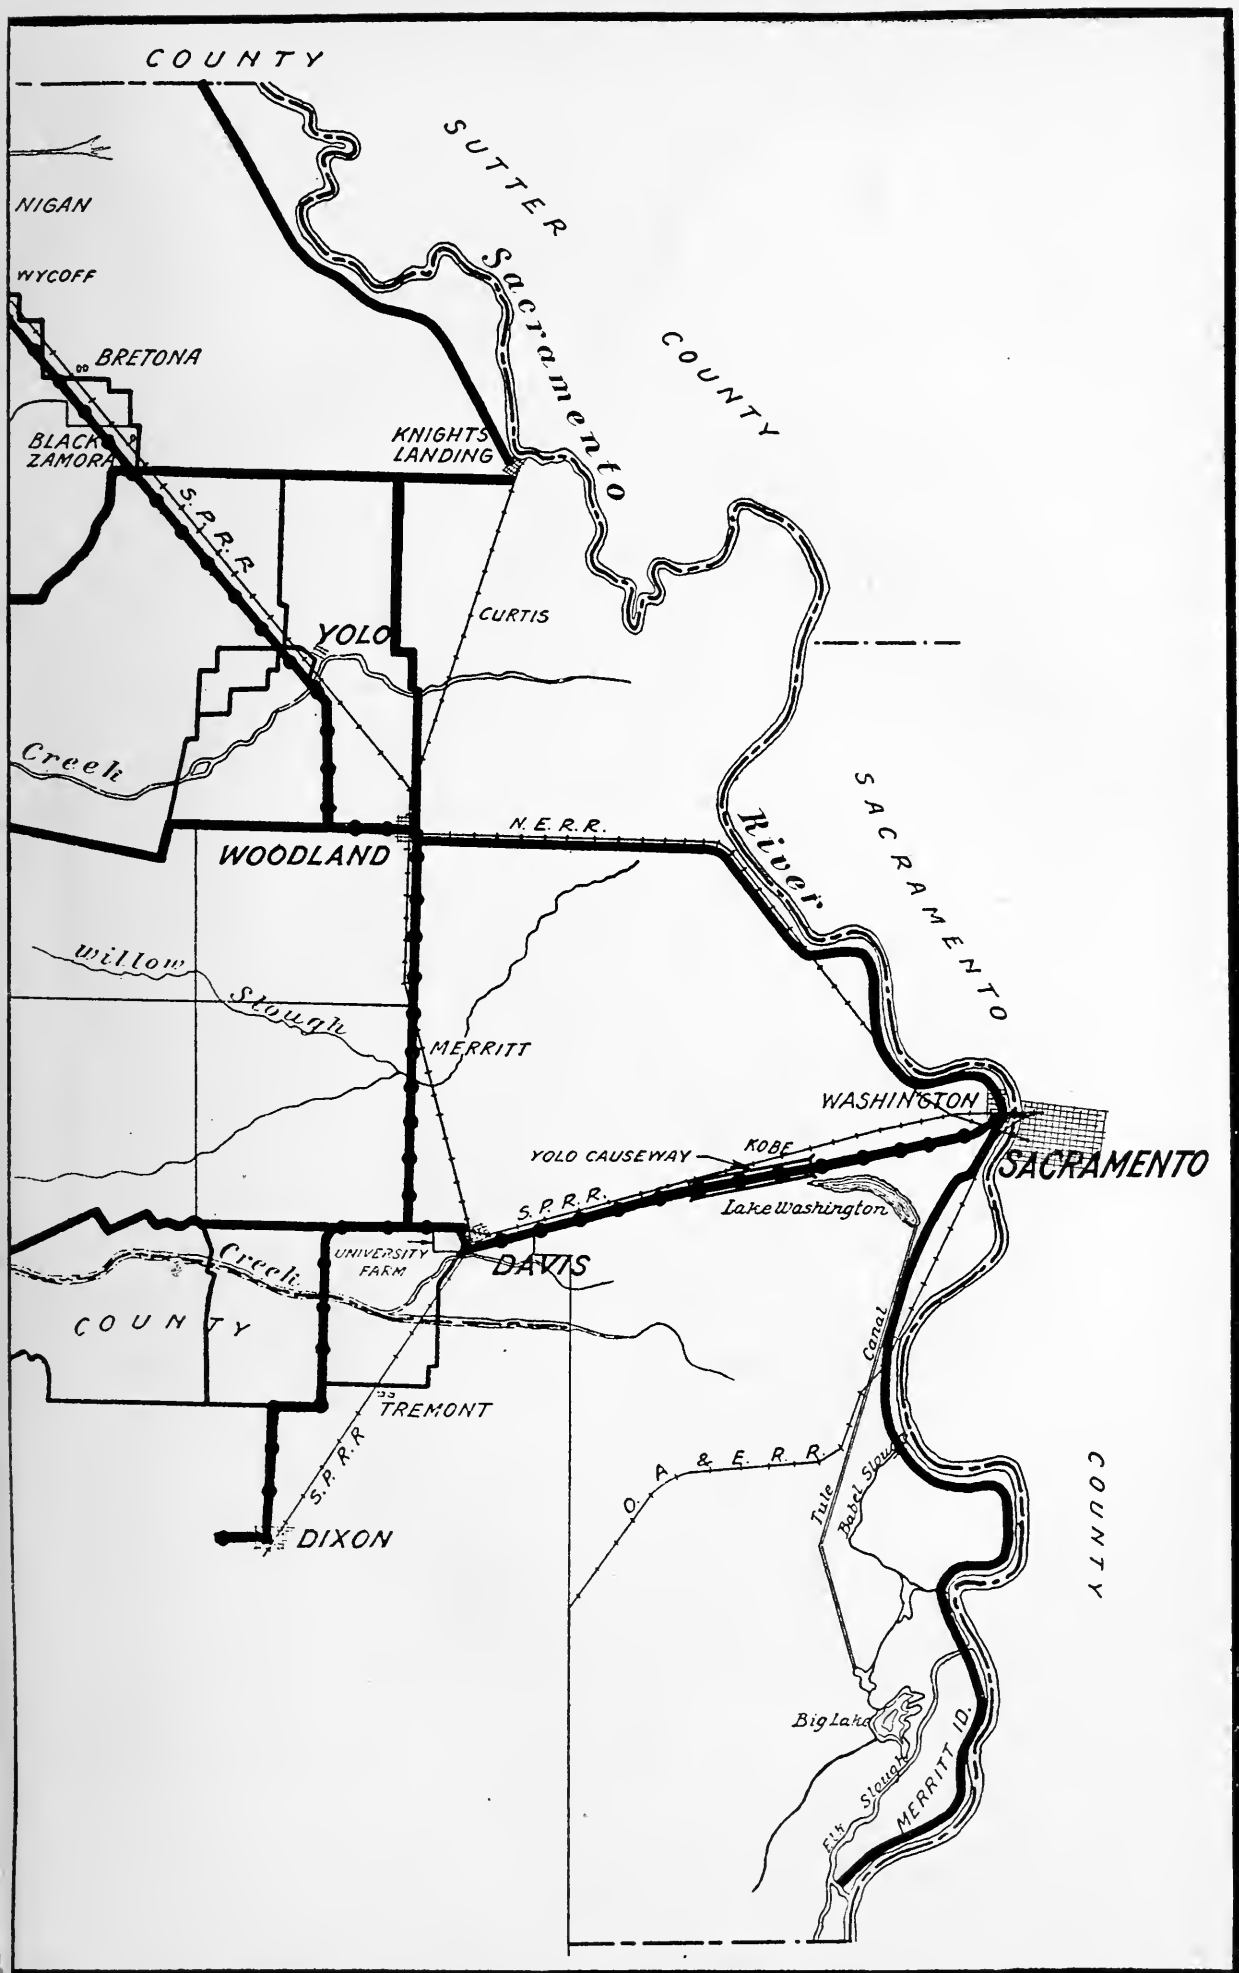 COUNTY
SUTTER
NIGAN
Sacramento
WYCOFF
COUNTY
BRETONA
BLACKS
ZAMORA
KNIGHTS
LANDING
S. P. R. R
CURTIS
YOLO
Creek
SACRAMENTO
River
N. E. R. R.
WOODLAND
Willow
Slough
MERRITT
WASHINGTON
KOBE
YOLO CAUSEWAY
SACRAMENTO
S. P. R. R.
Lake Washington
UNIVERSITY
FARM
Creek
DAVIS
COUNTY
Canal
TREMONT
S. P. R. R
O. A & E. R. R.
Tule
Babel Slough
COUNTY
DIXON
Big Lake
MERRITT ID.
Elk Slough